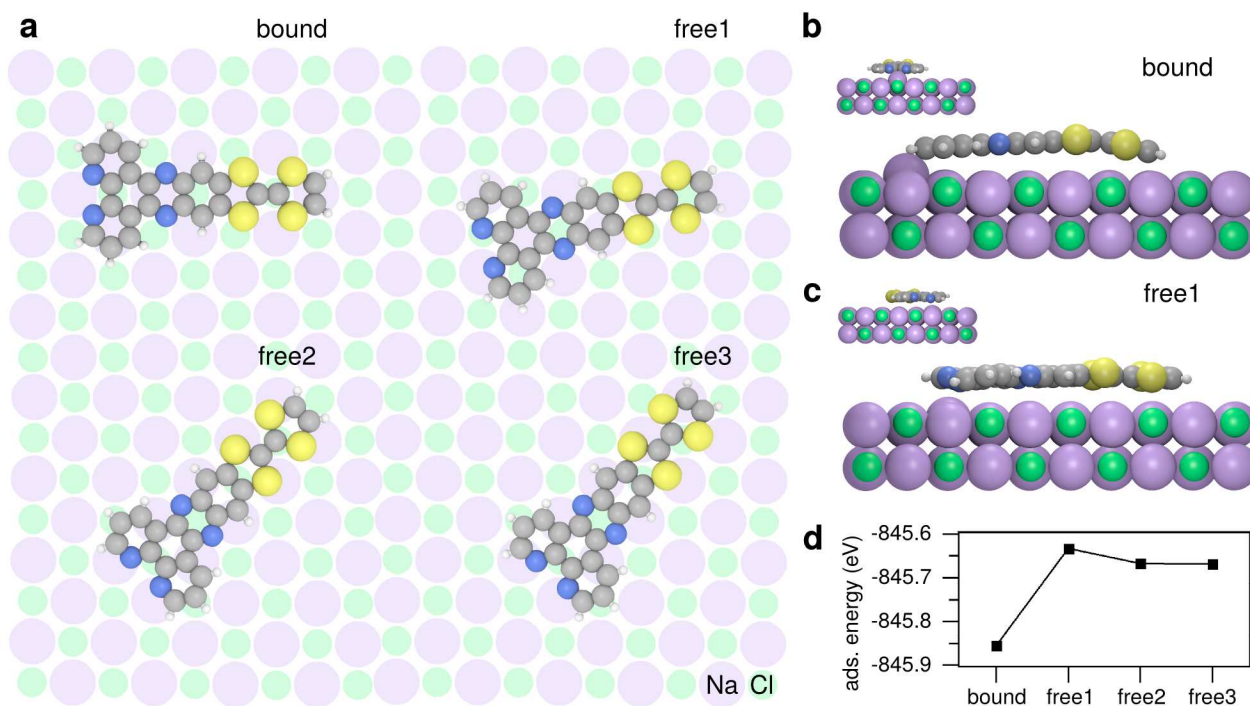 a
bound
free1
free2
free3
Na
Cl
b
bound
c
free1
d
ads. energy (eV)
-845.6
-845.7
-845.8
-845.9
bound
free1
free2
free3